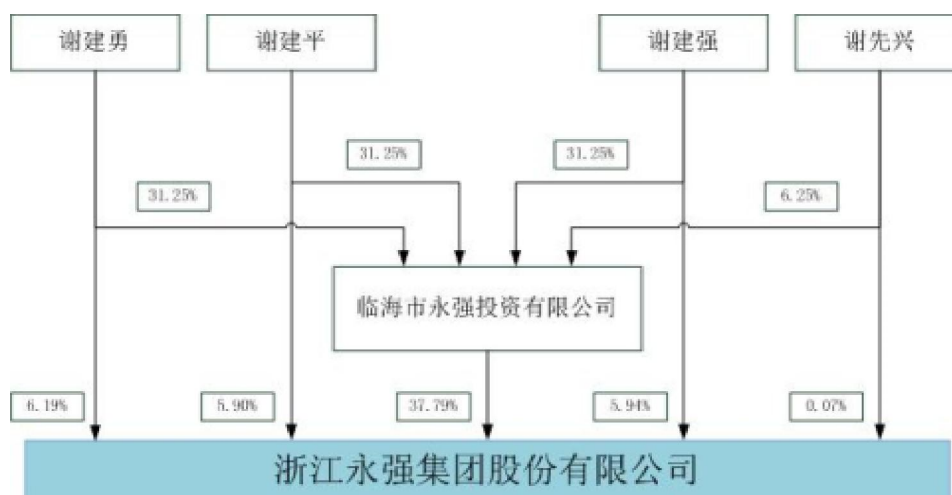 谢建勇
谢建平
谢建强
谢先兴
31.25%
31.25%
31.25%
6.25%
临海市永强投资有限公司
6.19%
5.90%
37.79%
5.94%
0.07%
浙江永强集团股份有限公司